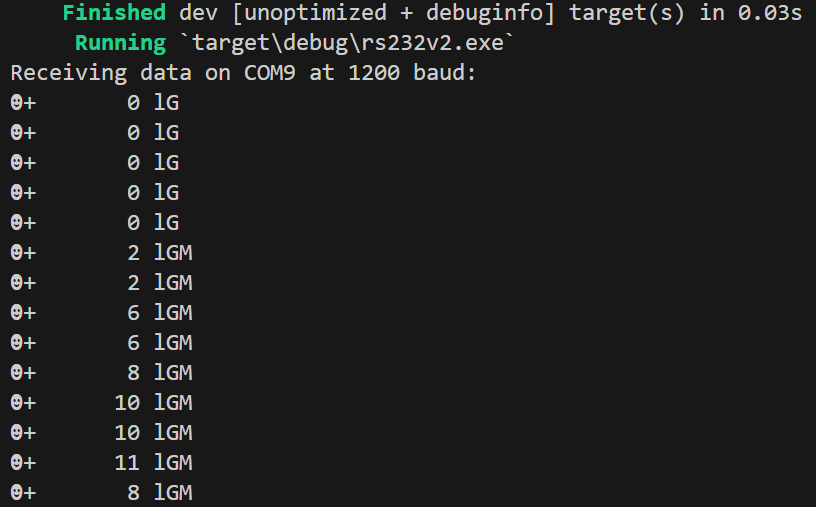 Finished dev [unoptimized + debuginfo] target(s) in 0.03s
Running `target\debug\rs232v2.exe`
Receiving data on COM9 at 1200 baud:
☻+       0 lG
☻+       0 lG
☻+       0 lG
☻+       0 lG
☻+       0 lG
☻+       2 lGM
☻+       2 lGM
☻+       6 lGM
☻+       6 lGM
☻+       8 lGM
☻+      10 lGM
☻+      10 lGM
☻+      11 lGM
☻+       8 lGM